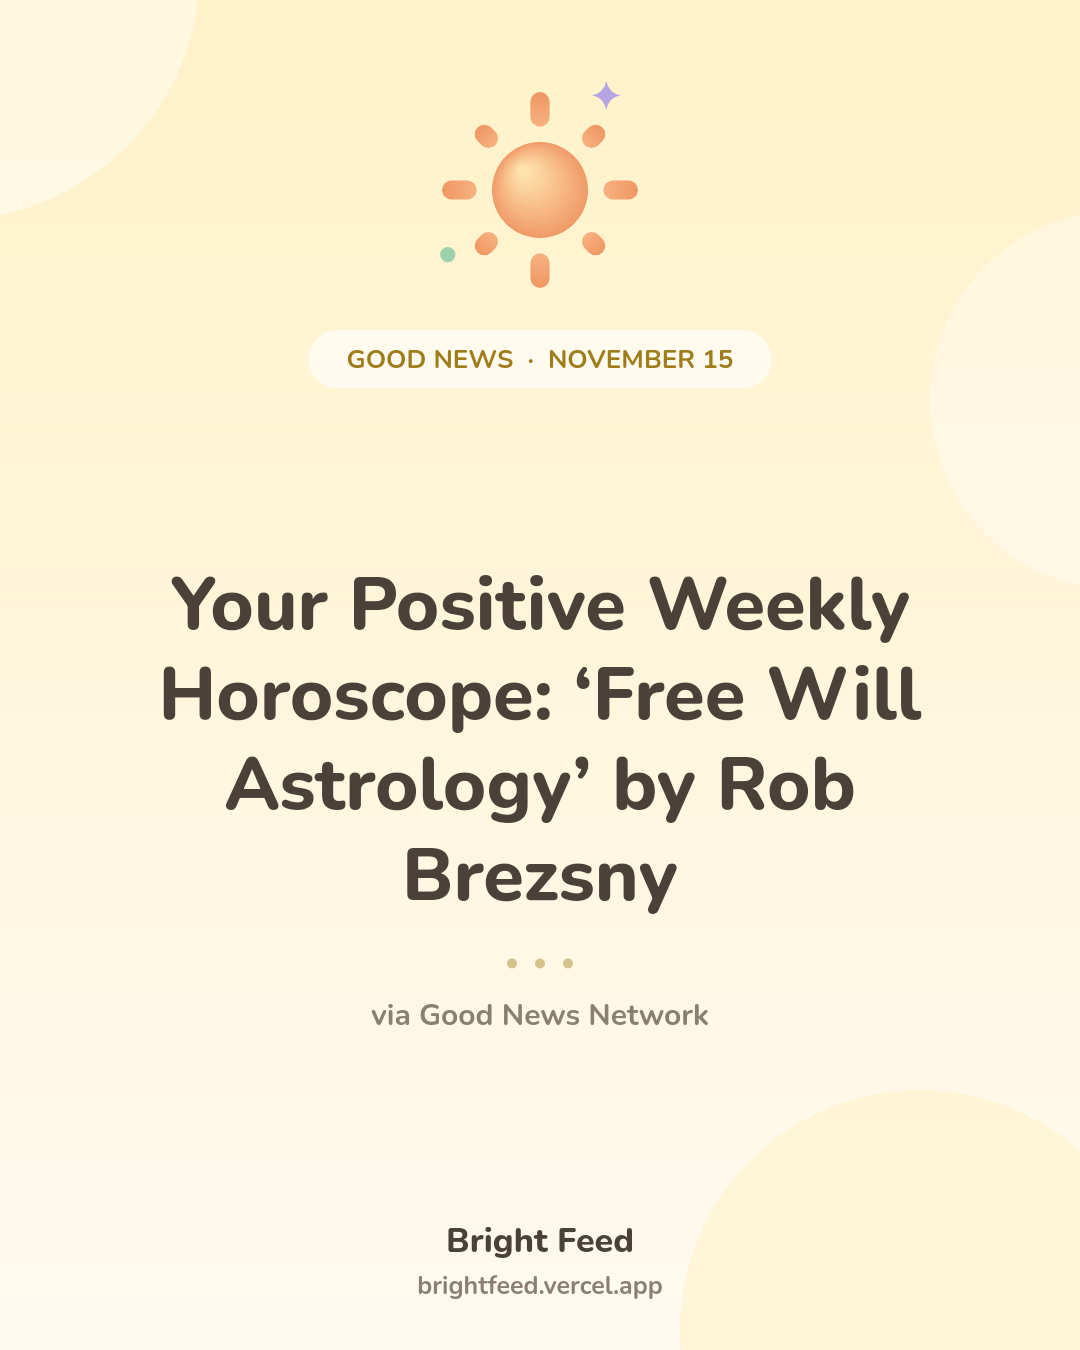 GOOD NEWS · NOVEMBER 15
Your Positive Weekly
Horoscope: ‘Free Will
Astrology’ by Rob
Brezsny
via Good News Network
Bright Feed
brightfeed.vercel.app